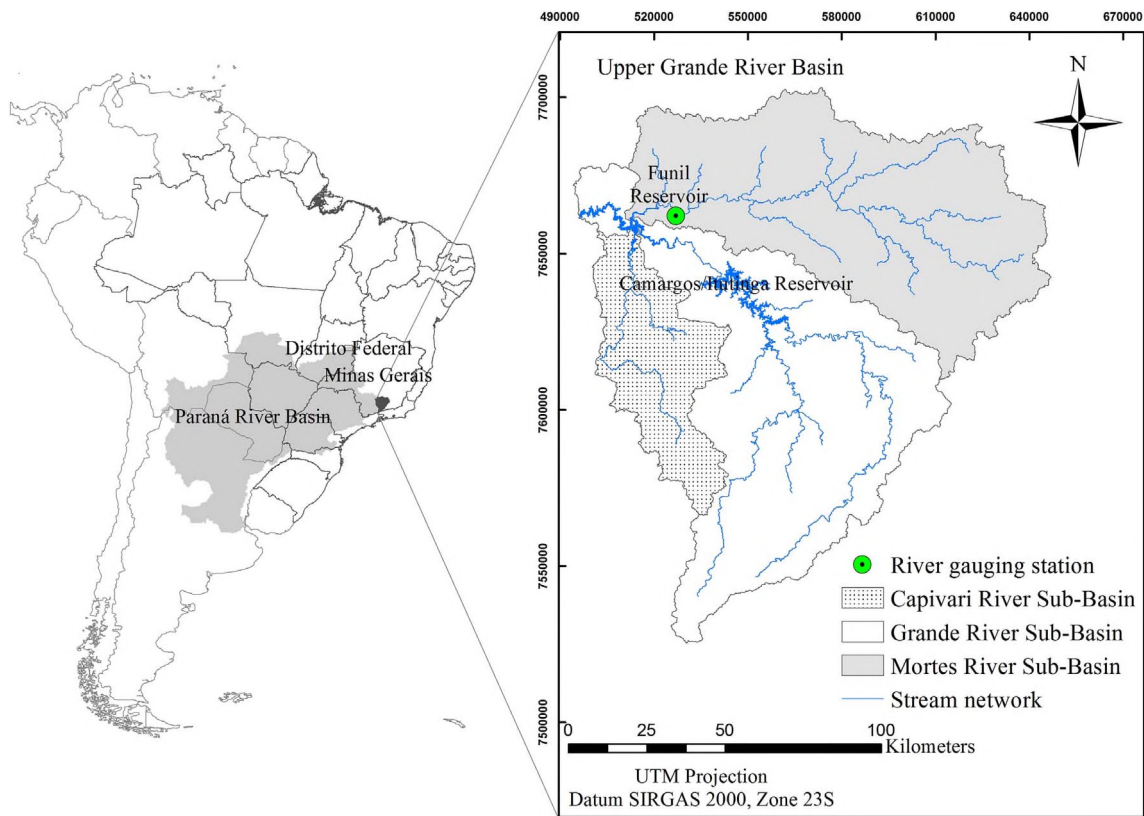 490000 520000 550000 580000 610000 640000 670000
Upper Grande River Basin
N
7700000
Funil
Reservoir
7650000
Camargos/Itutinga Reservoir
Distrito Federal
Minas Gerais
Paraná River Basin
7600000
7550000
River gauging station
Capivari River Sub-Basin
Grande River Sub-Basin
Mortes River Sub-Basin
Stream network
7500000
0 25 50 100
Kilometers
UTM Projection
Datum SIRGAS 2000, Zone 23S